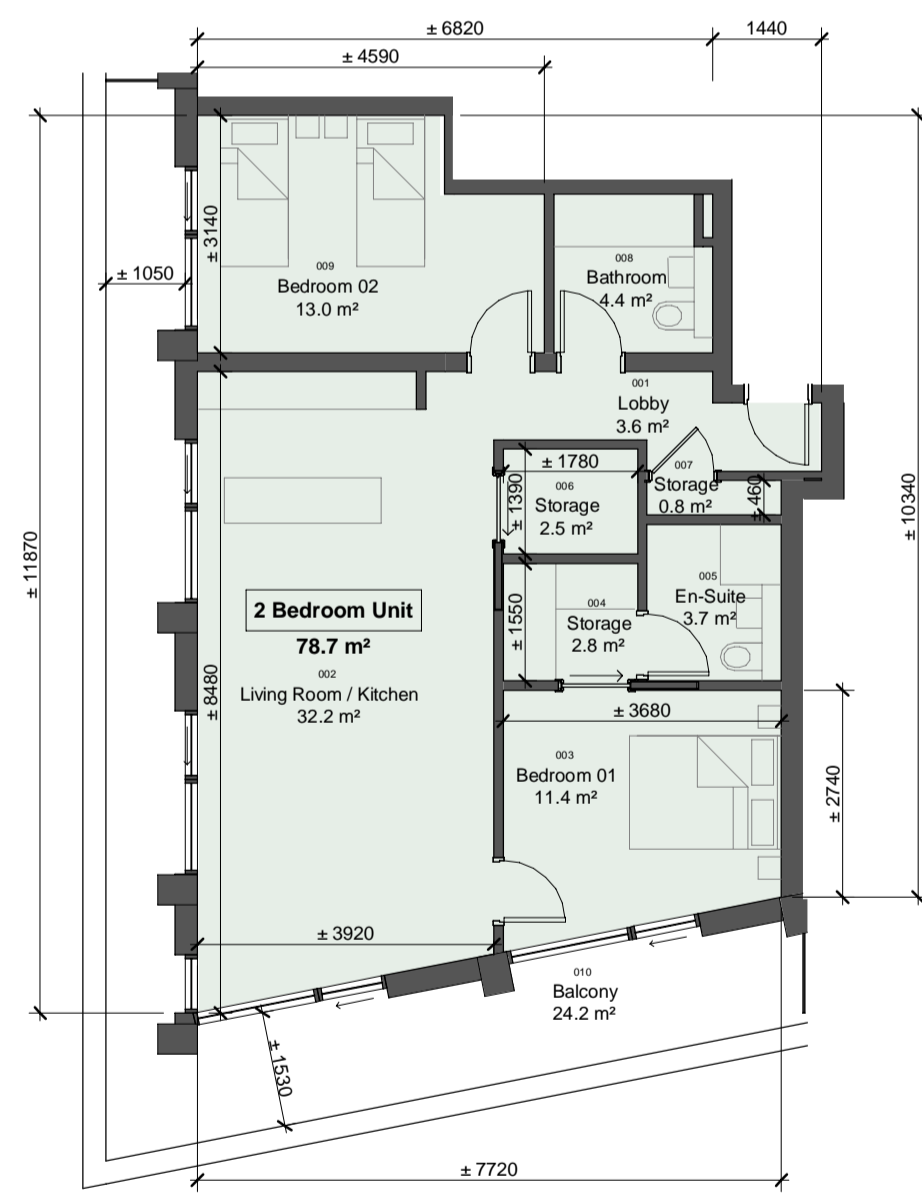 ± 6820
1440
± 4590
± 3140
± 1050
009
Bedroom 02
13.0 m²
008
Bathroom
4.4 m²
001
Lobby
3.6 m²
± 1780
± 1390
006
Storage
2.5 m²
007
Storage
0.8 m²
± 460
± 10340
± 11870
± 1550
004
Storage
2.8 m²
005
En-Suite
3.7 m²
2 Bedroom Unit
78.7 m²
002
Living Room / Kitchen
32.2 m²
± 8480
± 3680
003
Bedroom 01
11.4 m²
± 2740
± 3920
010
Balcony
24.2 m²
± 1530
± 7720